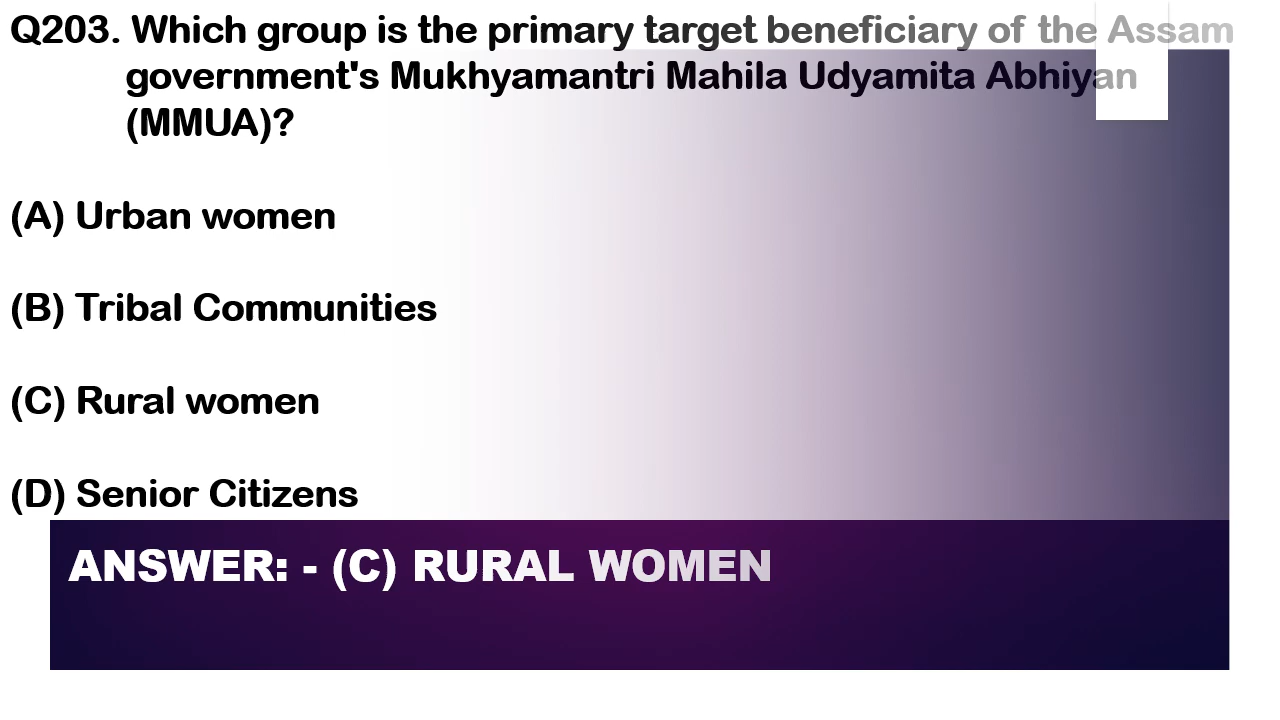 Q203. Which group is the primary target beneficiary of the Assam
government's Mukhyamantri Mahila Udyamita Abhiyan
(MMUA)?
(A) Urban women
(B) Tribal Communities
(C) Rural women
(D) Senior Citizens
ANSWER: - (C) RURAL WOMEN